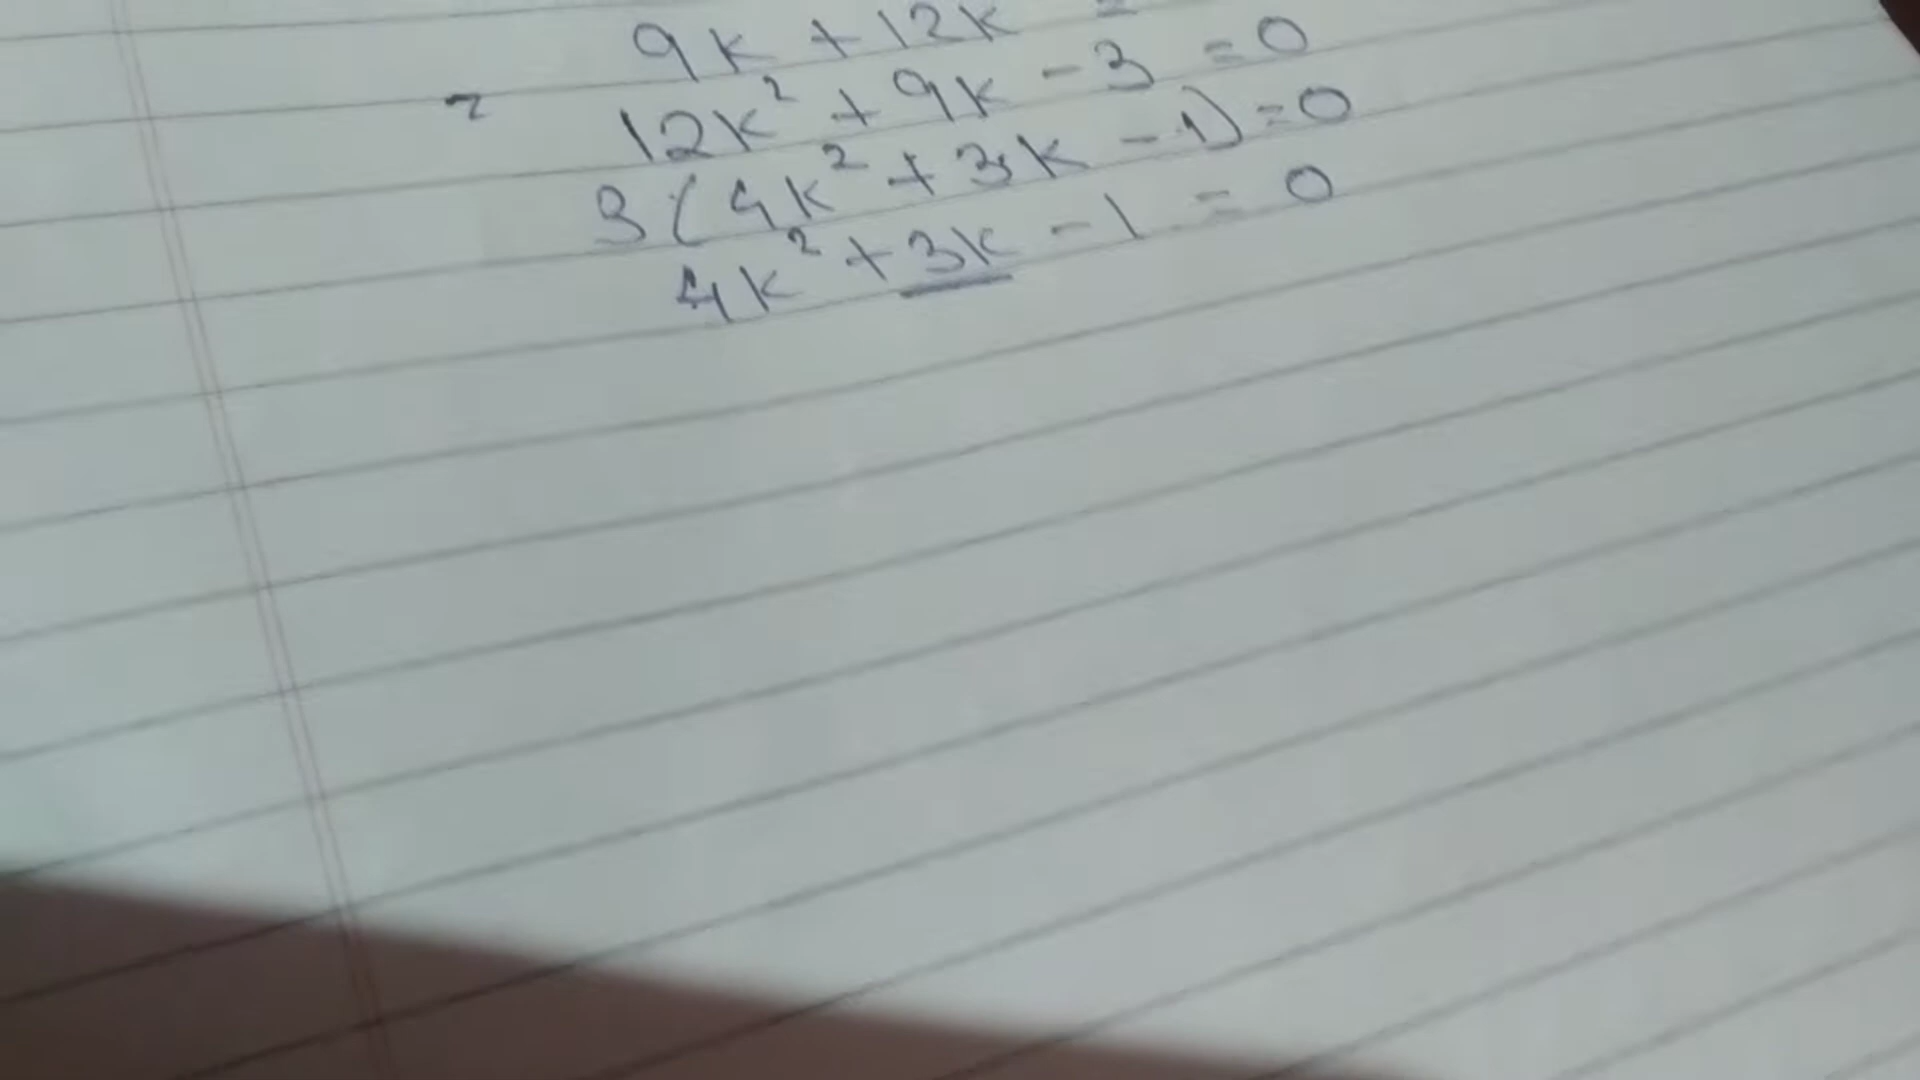 9k + 12k =
12k² + 9k - 3 = 0
3(4k² + 3k - 1) = 0
4k² + 3k - 1 = 0